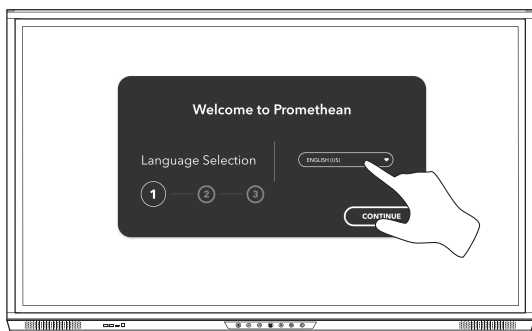 Welcome to Promethean
Language Selection
ENGLISH (US)
1 2 3
CONTINUE